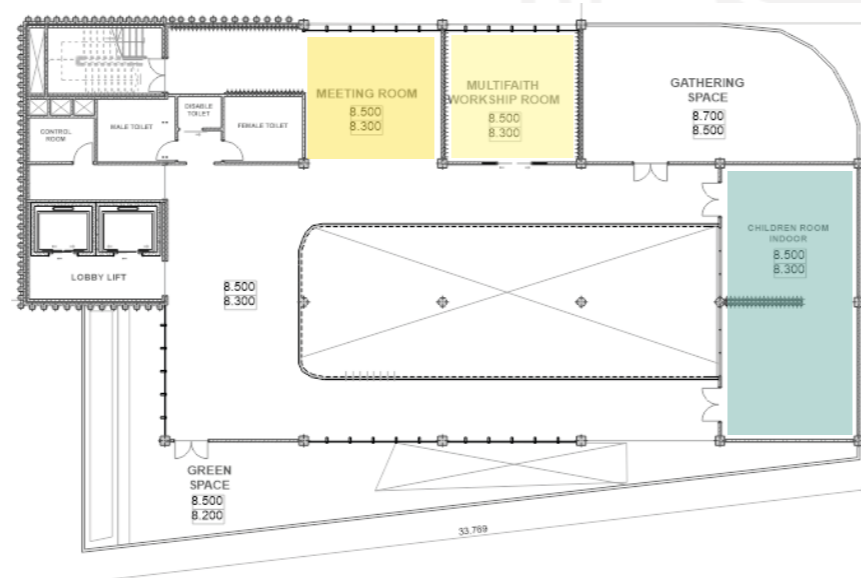 MEETING ROOM
8.500
8.300
MULTIFAITH
WORKSHIP ROOM
8.500
8.300
GATHERING
SPACE
8.700
8.500
CONTROL
ROOM
MALE TOILET
DISABLE
TOILET
FEMALE TOILET
CHILDREN ROOM
INDOOR
8.500
8.300
LOBBY LIFT
8.500
8.300
GREEN
SPACE
8.500
8.200
33.769